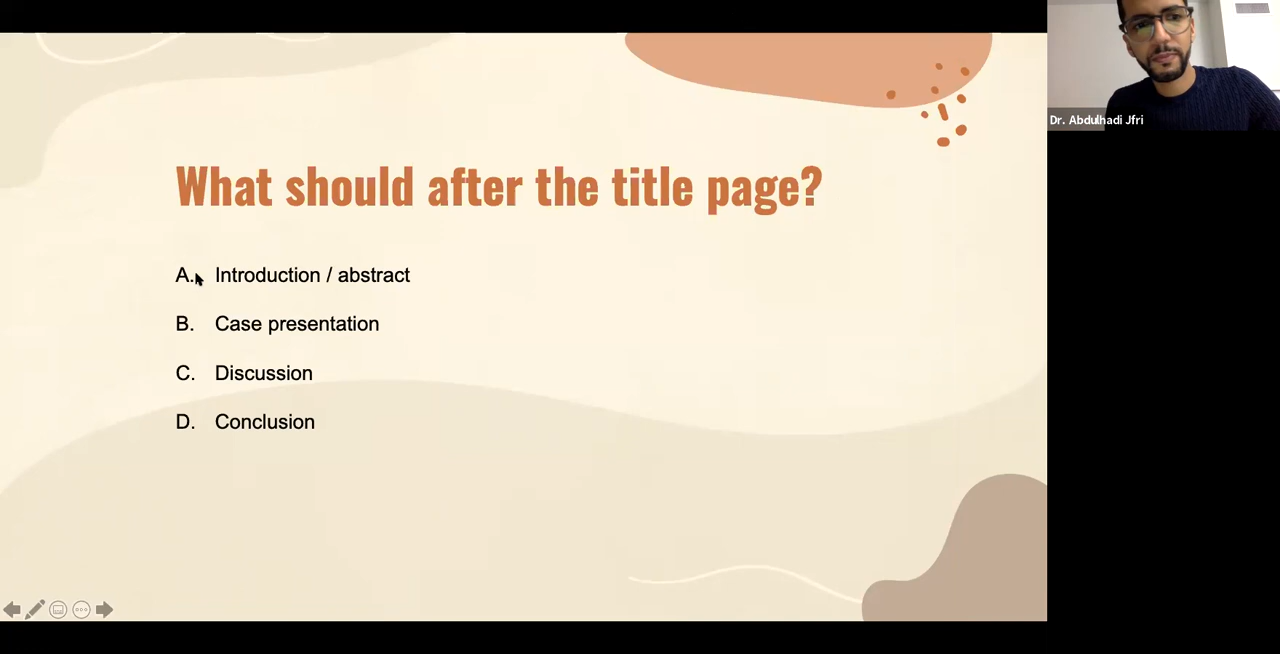 What should after the title page?
A. Introduction / abstract
B. Case presentation
C. Discussion
D. Conclusion
Dr. Abdulhadi Jfri